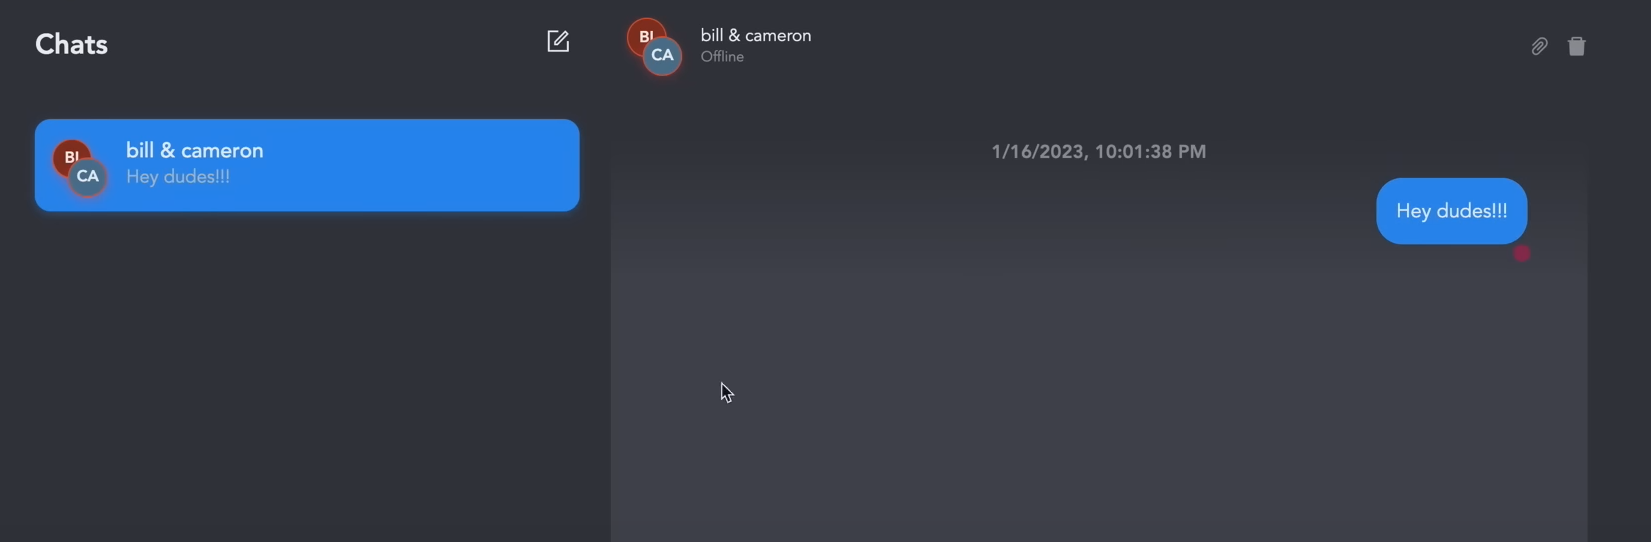 Chats
BI
CA
bill & cameron
Hey dudes!!!
BI
CA
bill & cameron
Offline
1/16/2023, 10:01:38 PM
Hey dudes!!!